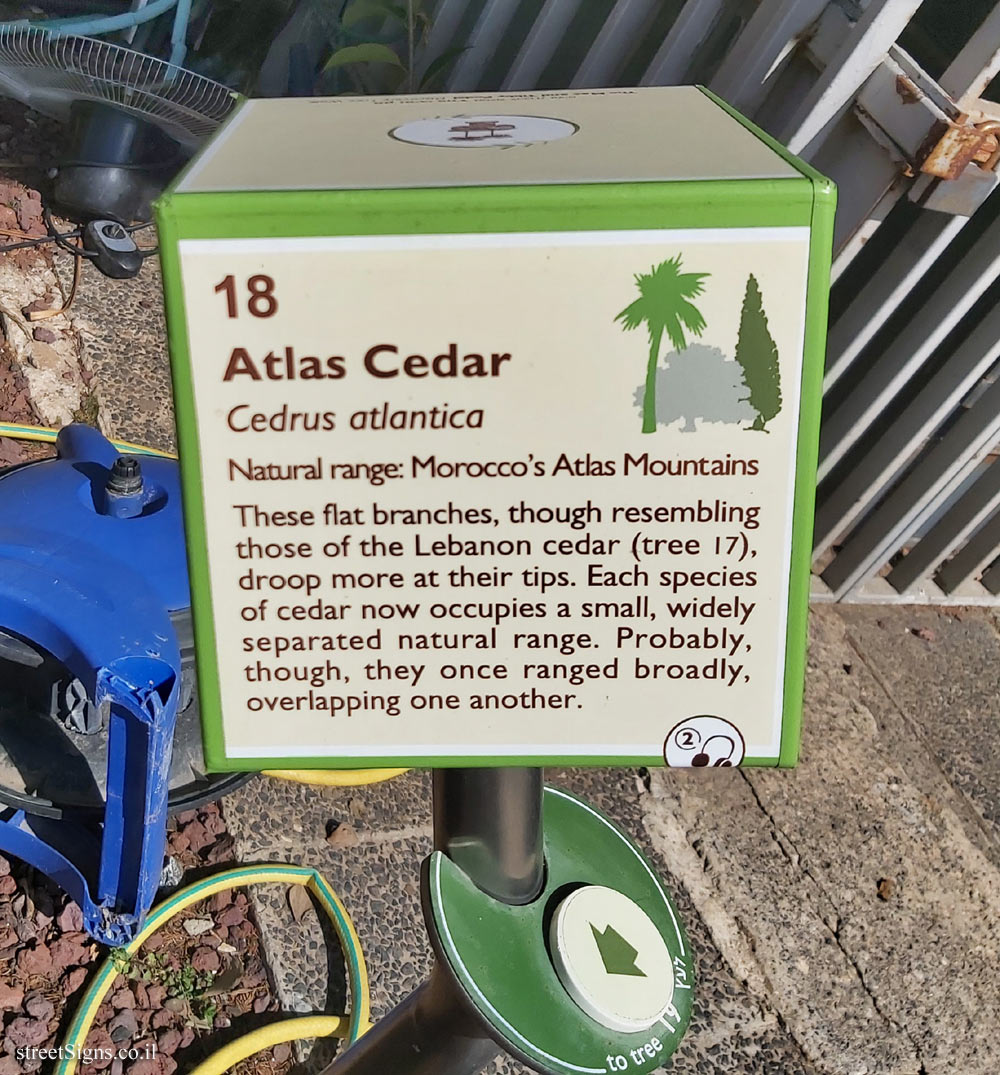 18
Atlas Cedar
Cedrus atlantica
Natural range: Morocco's Atlas Mountains
These flat branches, though resembling
those of the Lebanon cedar (tree 17),
droop more at their tips. Each species
of cedar now occupies a small, widely
separated natural range. Probably,
though, they once ranged broadly,
overlapping one another.
2
to tree 19 לעץ
streetSigns.co.il